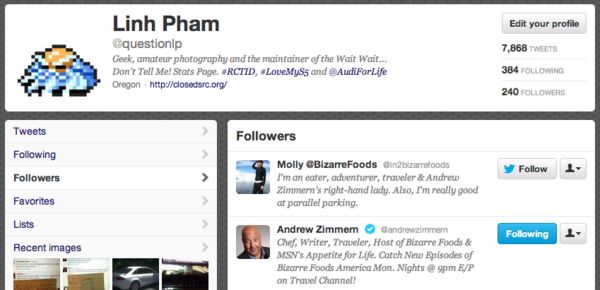 Linh Pham
@questionlp
Geek, amateur photography and the maintainer of the Wait Wait...
Don't Tell Me! Stats Page. #RCTID, #LoveMyS5 and @AudiForLife
Oregon · http://closedsrc.org/
Edit your profile
7,868 TWEETS
384 FOLLOWING
240 FOLLOWERS
Tweets
Following
Followers
Favorites
Lists
Recent images
Followers
Molly @BizarreFoods @in2bizarrefoods
I'm an eater, adventurer, traveler & Andrew
Zimmern's right-hand lady. Also, I'm really good
at parallel parking.
Follow
Andrew Zimmern @andrewzimmern
Chef, Writer, Traveler, Host of Bizarre Foods &
MSN's Appetite for Life. Catch New Episodes of
Bizarre Foods America Mon. Nights @ 9pm E/P
on Travel Channel!
Following